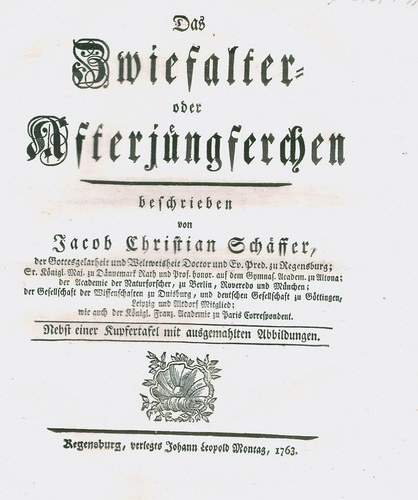 Das
Zwiefalter-
oder
Afterjüngferchen
beschrieben
von
Jacob Christian Schäffer,
der Gottesgelarheit und Weltweisheit Doctor und Ev. Pred. zu Regensburg;
Sr. Königl. Maj. zu Dännemark Rath und Prof. honor. auf dem Gymnas. Academ. zu Altona;
der Academie der Naturforscher, zu Berlin, Roveredo und München;
der Gesellschaft der Wissenschaften zu Duisburg, und deutschen Gesellschaft zu Göttingen,
Leipzig und Altdorf Mitglied;
wie auch der Königl. Franz. Academie zu Paris Correspondent.
Nebst einer Kupfertafel mit ausgemahlten Abbildungen.
Regensburg, verlegts Johann Leopold Montag, 1763.